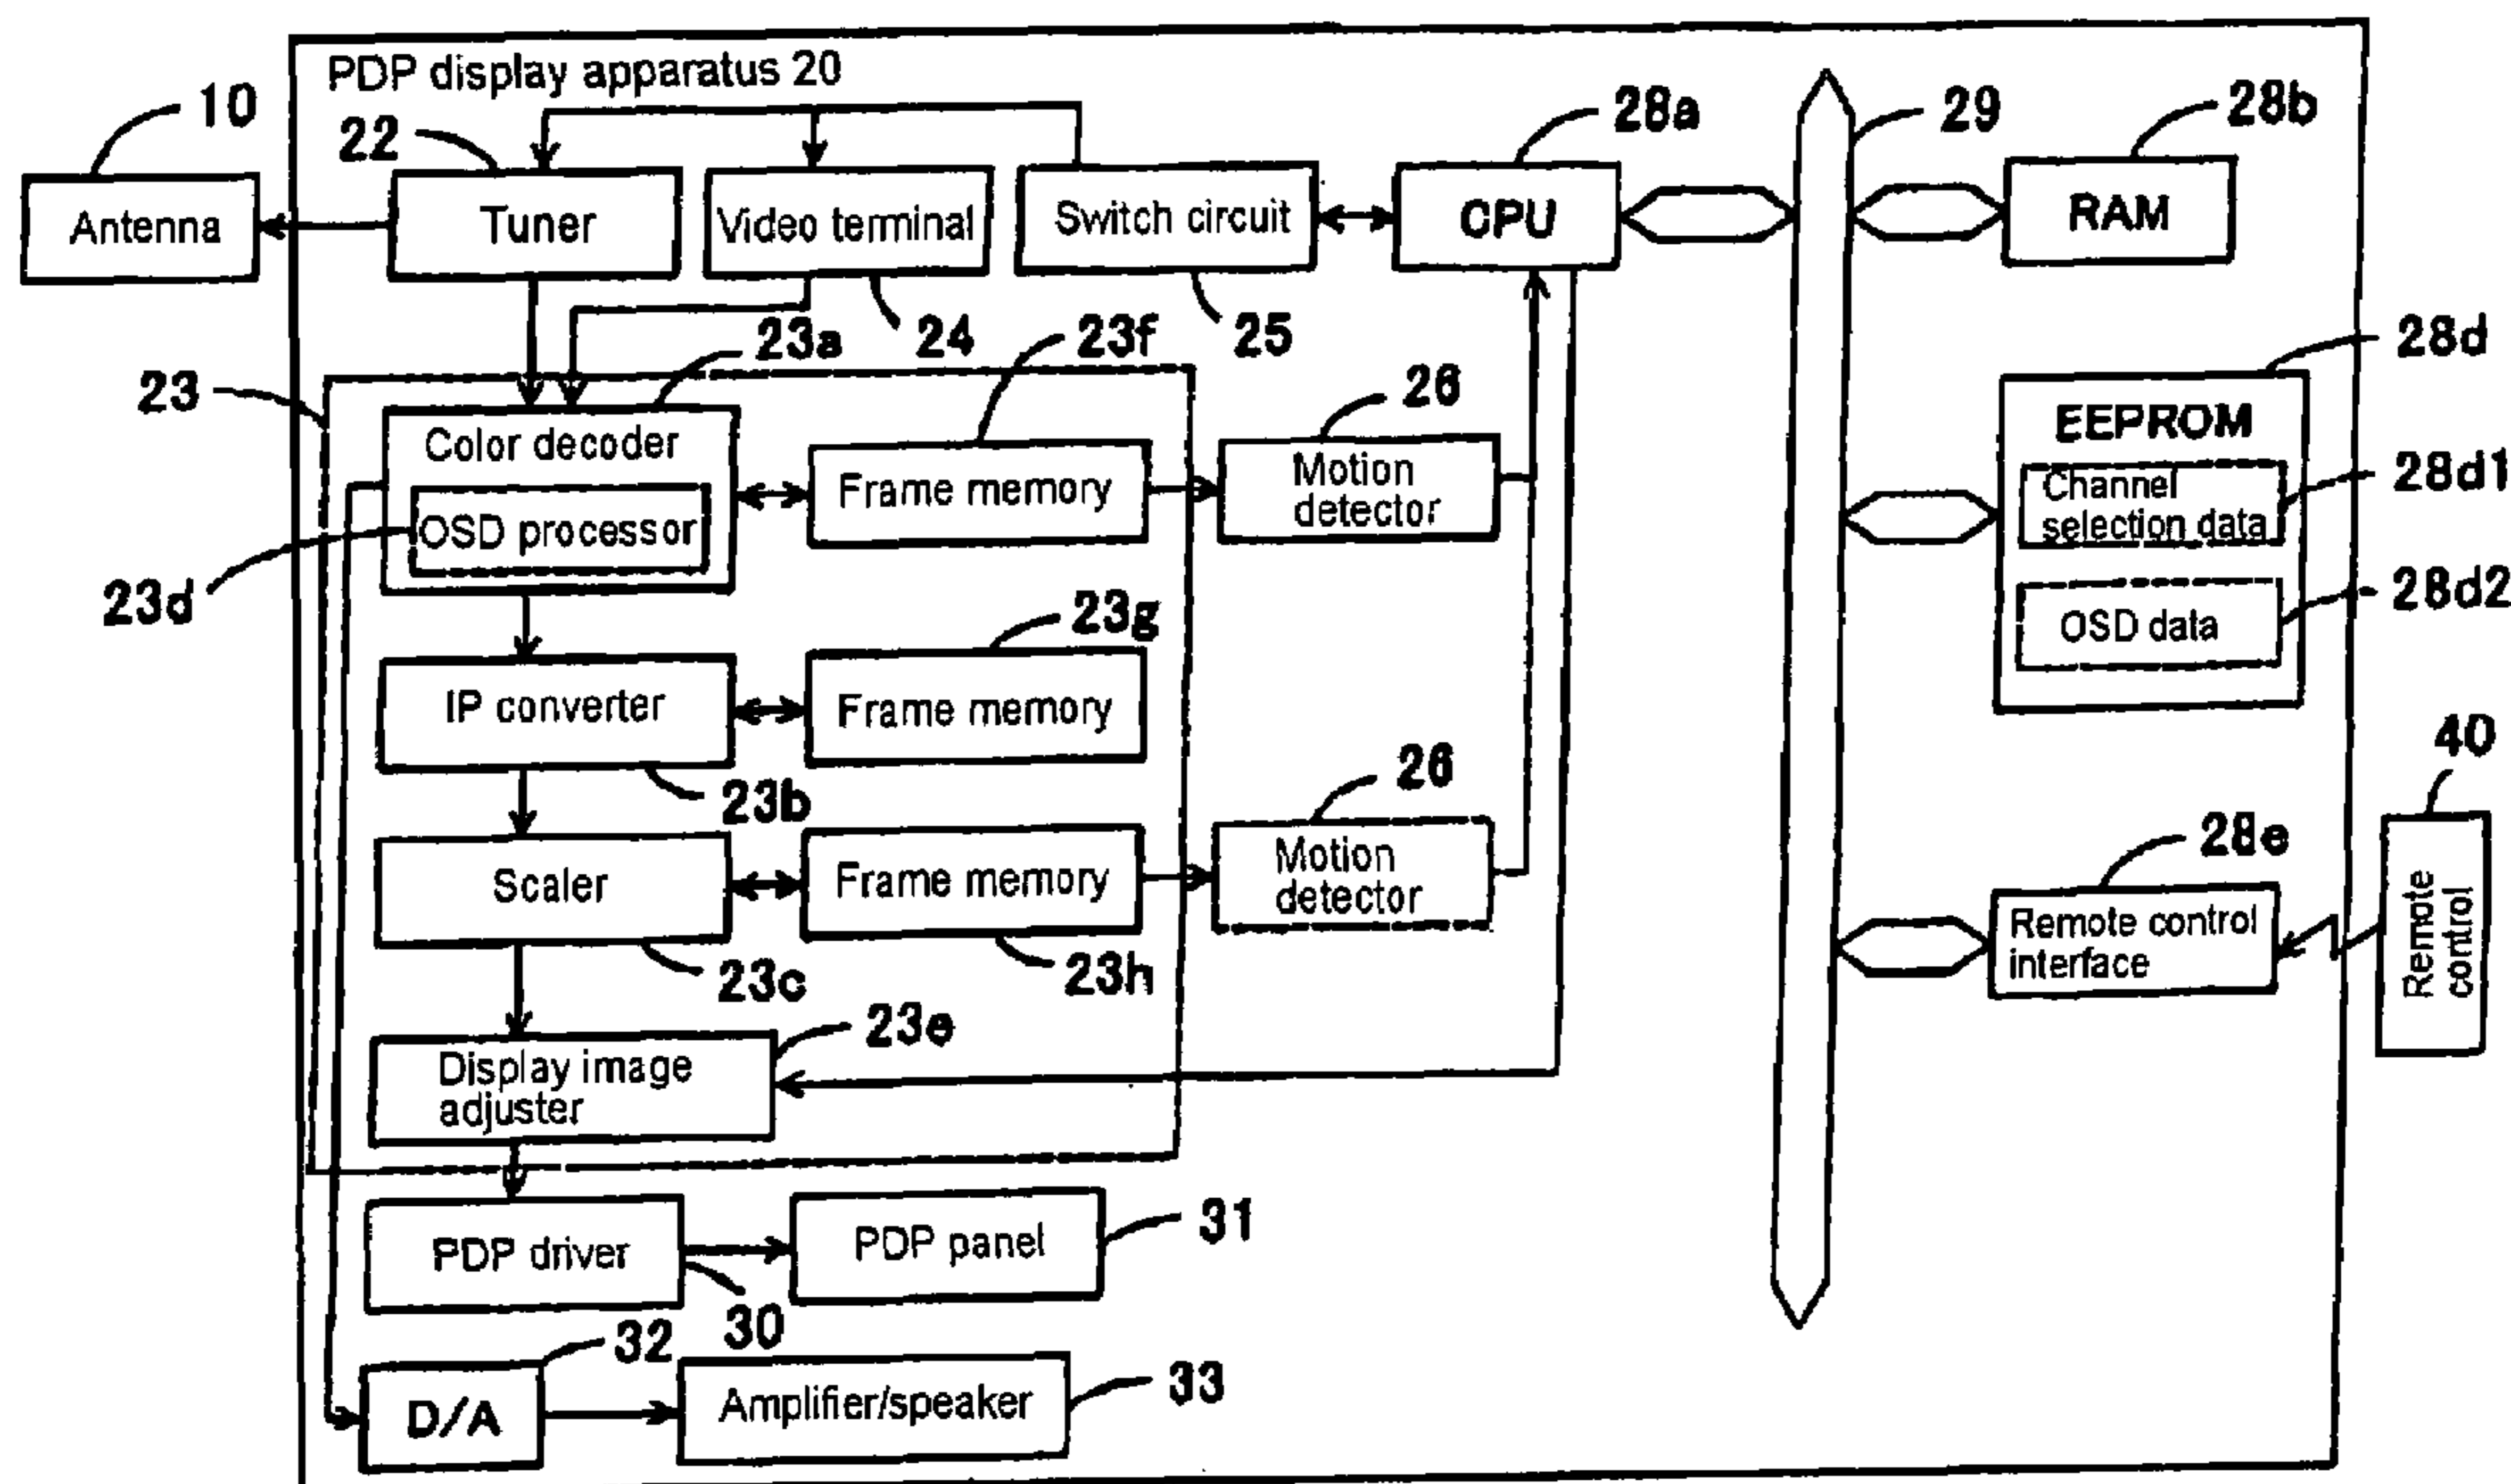 PDP display apparatus 20
10
22
28a
29
28b
Antenna
Tuner
Video terminal
Switch circuit
CPU
RAM
23a
24
23f
25
28d
23
26
Color decoder
Frame memory
Motion
detector
EEPROM
Channel
selection data
28d1
OSD processor
23d
OSD data
28d2
23g
IP converter
Frame memory
23b
26
40
Scaler
Frame memory
Motion
detector
28e
Remote control
interface
Remote
control
23c
23h
23e
Display image
adjuster
PDP driver
PDP panel
31
30
32
D/A
Amplifier/speaker
33